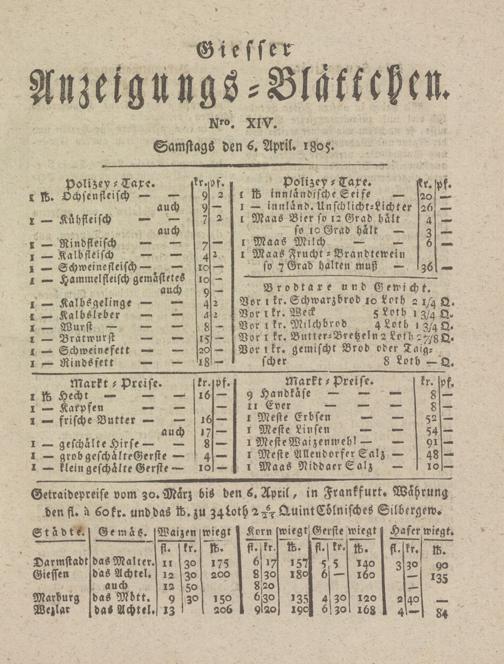 Giesser
Anzeigungs-Blättchen.
Nro. XIV.
Samstags den 6. April. 1805.
Polizey-Taxe. kr. pf.
1 ℔. Ochsenfleisch — — 9 2
auch 9 —
1 — Kühfleisch — — 7 2
auch
1 — Rindfleisch — — 7 —
1 — Kalbfleisch — — 4 2
1 — Schweinefleisch — — 10 —
1 — Hammelfleisch gemästetes 10 —
auch 9 —
1 — Kalbsgelinge — — 4 2
1 — Kalbsleber — — 4 2
1 — Wurst — — 8 —
1 — Bratwurst — — 15 —
1 — Schweinefett — — 20 —
1 — Rindsfett — — 18 —
Polizey-Taxe. kr. pf.
1 ℔ innländische Seife — 20 —
1 — innländ. Unschlicht-Lichter 26 —
1 Maas Bier so 12 Grad hält 4 —
so 10 Grad hält 3 —
1 Maas Milch — — 6 —
1 Maas Frucht-Brandtewein
so 7 Grad halten muß — 36 —
Brodtaxe und Gewicht.
Vor 1 kr. Schwarzbrod 10 Loth 2 1/4 Q.
Vor 1 kr. Weck 5 Loth 1 3/4 Q.
Vor 1 kr. Milchbrod 4 Loth 1 3/4 Q.
Vor 1 kr. Butter-Bretzeln 2 Loth 2 7/8 Q.
Vor 1 kr. gemischt Brod oder Taig-
scher 8 Loth — Q.
Markt-Preise. kr. pf.
1 ℔ Hecht — — 16 —
1 — Karpfen — —
1 — frische Butter — — 16 —
auch 17 —
1 — geschälte Hirse — 8 —
1 — grob geschälte Gerste — 4 —
1 — klein geschälte Gerste — 10 —
Markt-Preise. kr. pf.
9 Handkäse — — 8 —
11 Eyer — — 8 —
1 Meste Erbsen — — 52 —
1 Meste Linsen — — 54 —
1 Meste Waizenmehl — 91 —
1 Meste Allendorfer Salz — 48 —
1 Maas Niddaer Salz — 10 —
Getraidepreise vom 30. März bis den 6. April, in Frankfurt. Währung
den fl. à 60 kr. und das ℔. zu 34 Loth 2 Quint Cölnisches Silbergew.
Städte. Gemäs. Waizen wiegt Korn wiegt Gerste wiegt Hafer wiegt.
fl. kr. ℔. fl. kr. ℔. fl. kr. ℔. fl. kr. ℔.
Darmstadt das Malter. 11 30 175 6 17 157 5 5 140 3 30 90
Giessen das Achtel. 12 30 200 8 30 180 6 — 160 — 135
auch 12 50 8 20
Marburg das Mött. 9 30 150 6 30 135 4 30 120 2 40 —
Wezlar das Achtel. 13 206 9 20 190 6 30 168 4 — 84